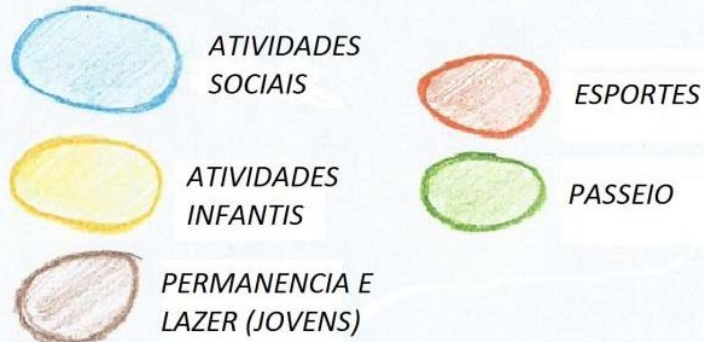 ATIVIDADES
SOCIAIS
ATIVIDADES
INFANTIS
PERMANENCIA E
LAZER (JOVENS)
ESPORTES
PASSEIO